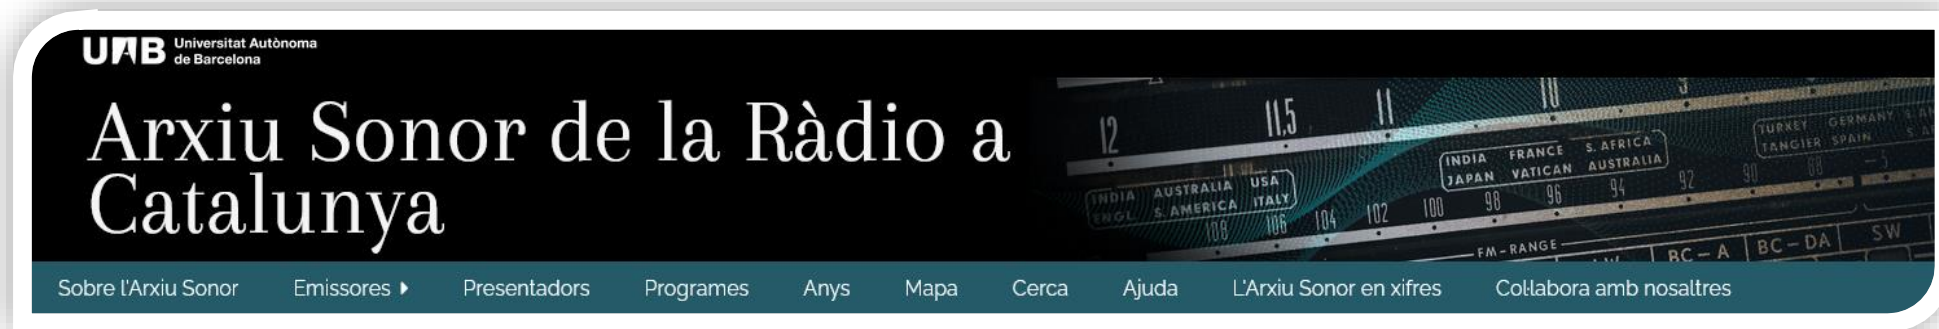 UAB Universitat Autònoma
de Barcelona
Arxiu Sonor de la Ràdio a
Catalunya
12 11,5 11 10
INDIA AUSTRALIA USA
ENGL. S. AMERICA ITALY
INDIA FRANCE S. AFRICA
JAPAN VATICAN AUSTRALIA
TURKEY GERMANY
TANGIER SPAIN
108 106 104 102 100 98 96 94 92 90 88
FM-RANGE
BC-A BC-DA SW
Sobre l'Arxiu Sonor Emissores Presentadors Programes Anys Mapa Cerca Ajuda L'Arxiu Sonor en xifres Col·labora amb nosaltres